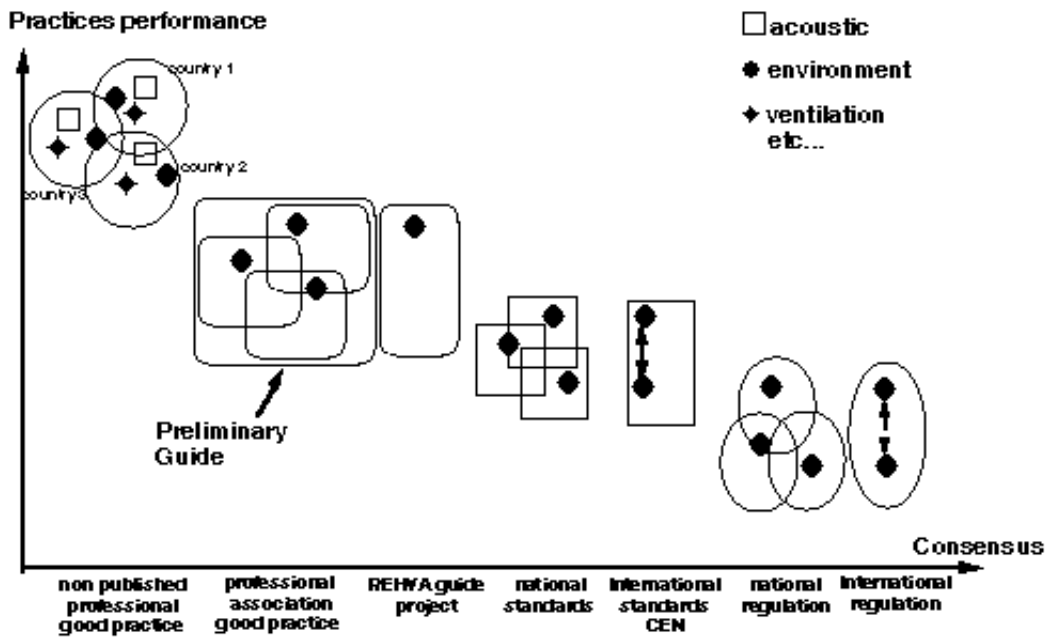 Practices performance
acoustic
environment
ventilation
etc...
country 1
country 2
country 3
Preliminary
Guide
Consensus
non published
professional
good practice
professional
association
good practice
REHVA guide
project
national
standards
International
standards
CEN
national
regulation
International
regulation